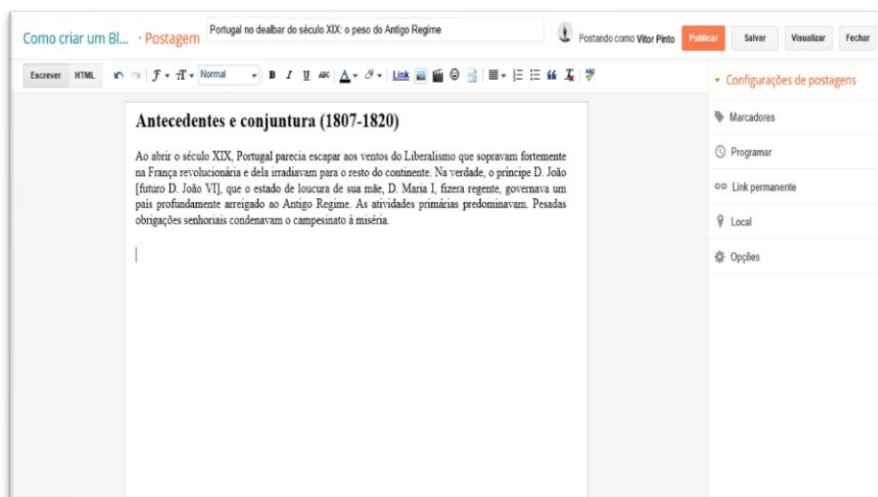 Como criar um Bl... · Postagem
Portugal no dealbar do século XIX: o peso do Antigo Regime
Postando como Vitor Pinto
Publicar Salvar Visualizar Fechar
Escrever HTML Normal B I U ABC A Link
Configurações de postagens
Marcadores
Programar
Link permanente
Local
Opções
Antecedentes e conjuntura (1807-1820)
Ao abrir o século XIX, Portugal parecia escapar aos ventos do Liberalismo que sopravam fortemente
na França revolucionária e dela irradiavam para o resto do continente. Na verdade, o príncipe D. João
[futuro D. João VI], que o estado de loucura de sua mãe, D. Maria I, fizera regente, governava um
país profundamente arreigado ao Antigo Regime. As atividades primárias predominavam. Pesadas
obrigações senhoriais condenavam o campesinato à miséria.